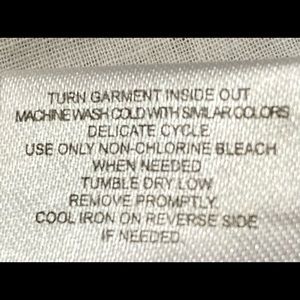 TURN GARMENT INSIDE OUT
MACHINE WASH COLD WITH SIMILAR COLORS
DELICATE CYCLE
USE ONLY NON-CHLORINE BLEACH
WHEN NEEDED
TUMBLE DRY LOW
REMOVE PROMPTLY.
COOL IRON ON REVERSE SIDE
IF NEEDED.